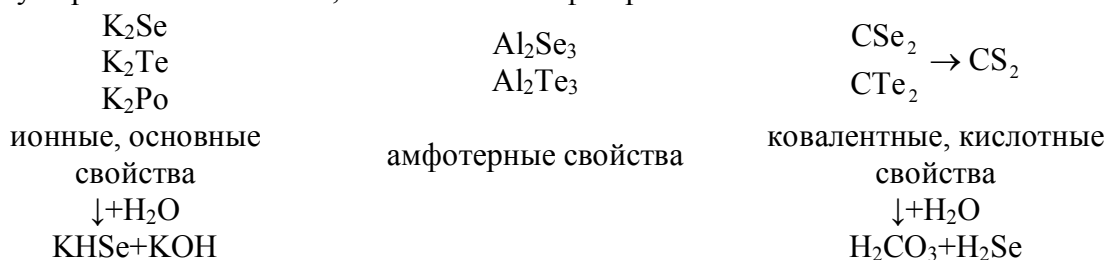 K₂Se
K₂Te
K₂Po
ионные, основные
свойства
↓+H₂O
KHSe+KOH
Al₂Se₃
Al₂Te₃
амфотерные свойства
CSe₂
CTe₂ → CS₂
ковалентные, кислотные
свойства
↓+H₂O
H₂CO₃+H₂Se